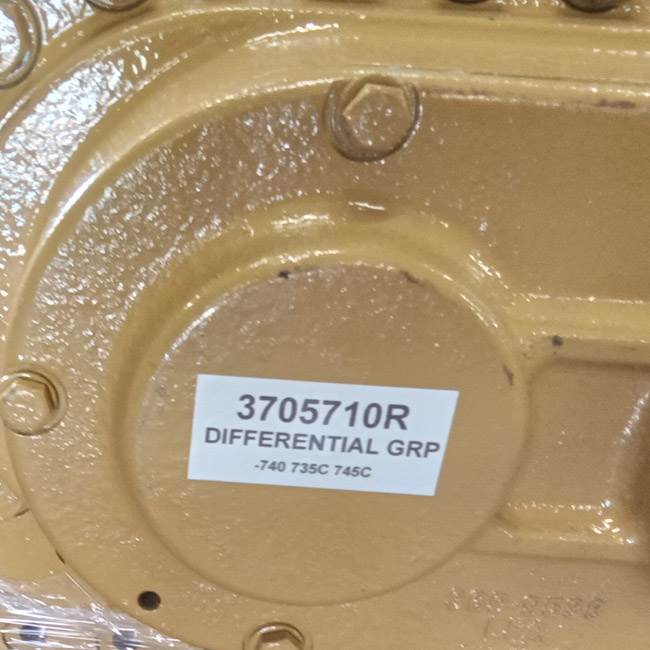 3705710R
DIFFERENTIAL GRP
-740 735C 745C